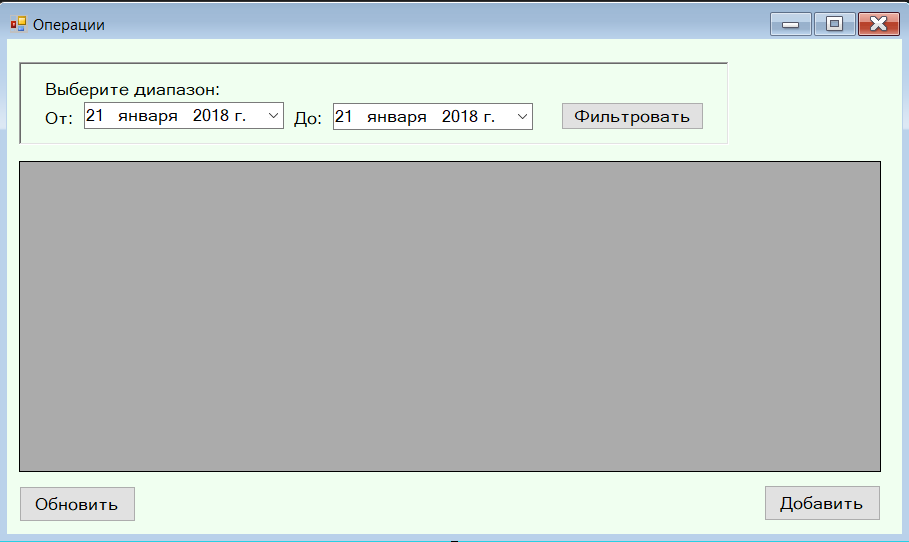 Операции
Выберите диапазон:
От: 21 января 2018 г. До: 21 января 2018 г. Фильтровать
Обновить Добавить